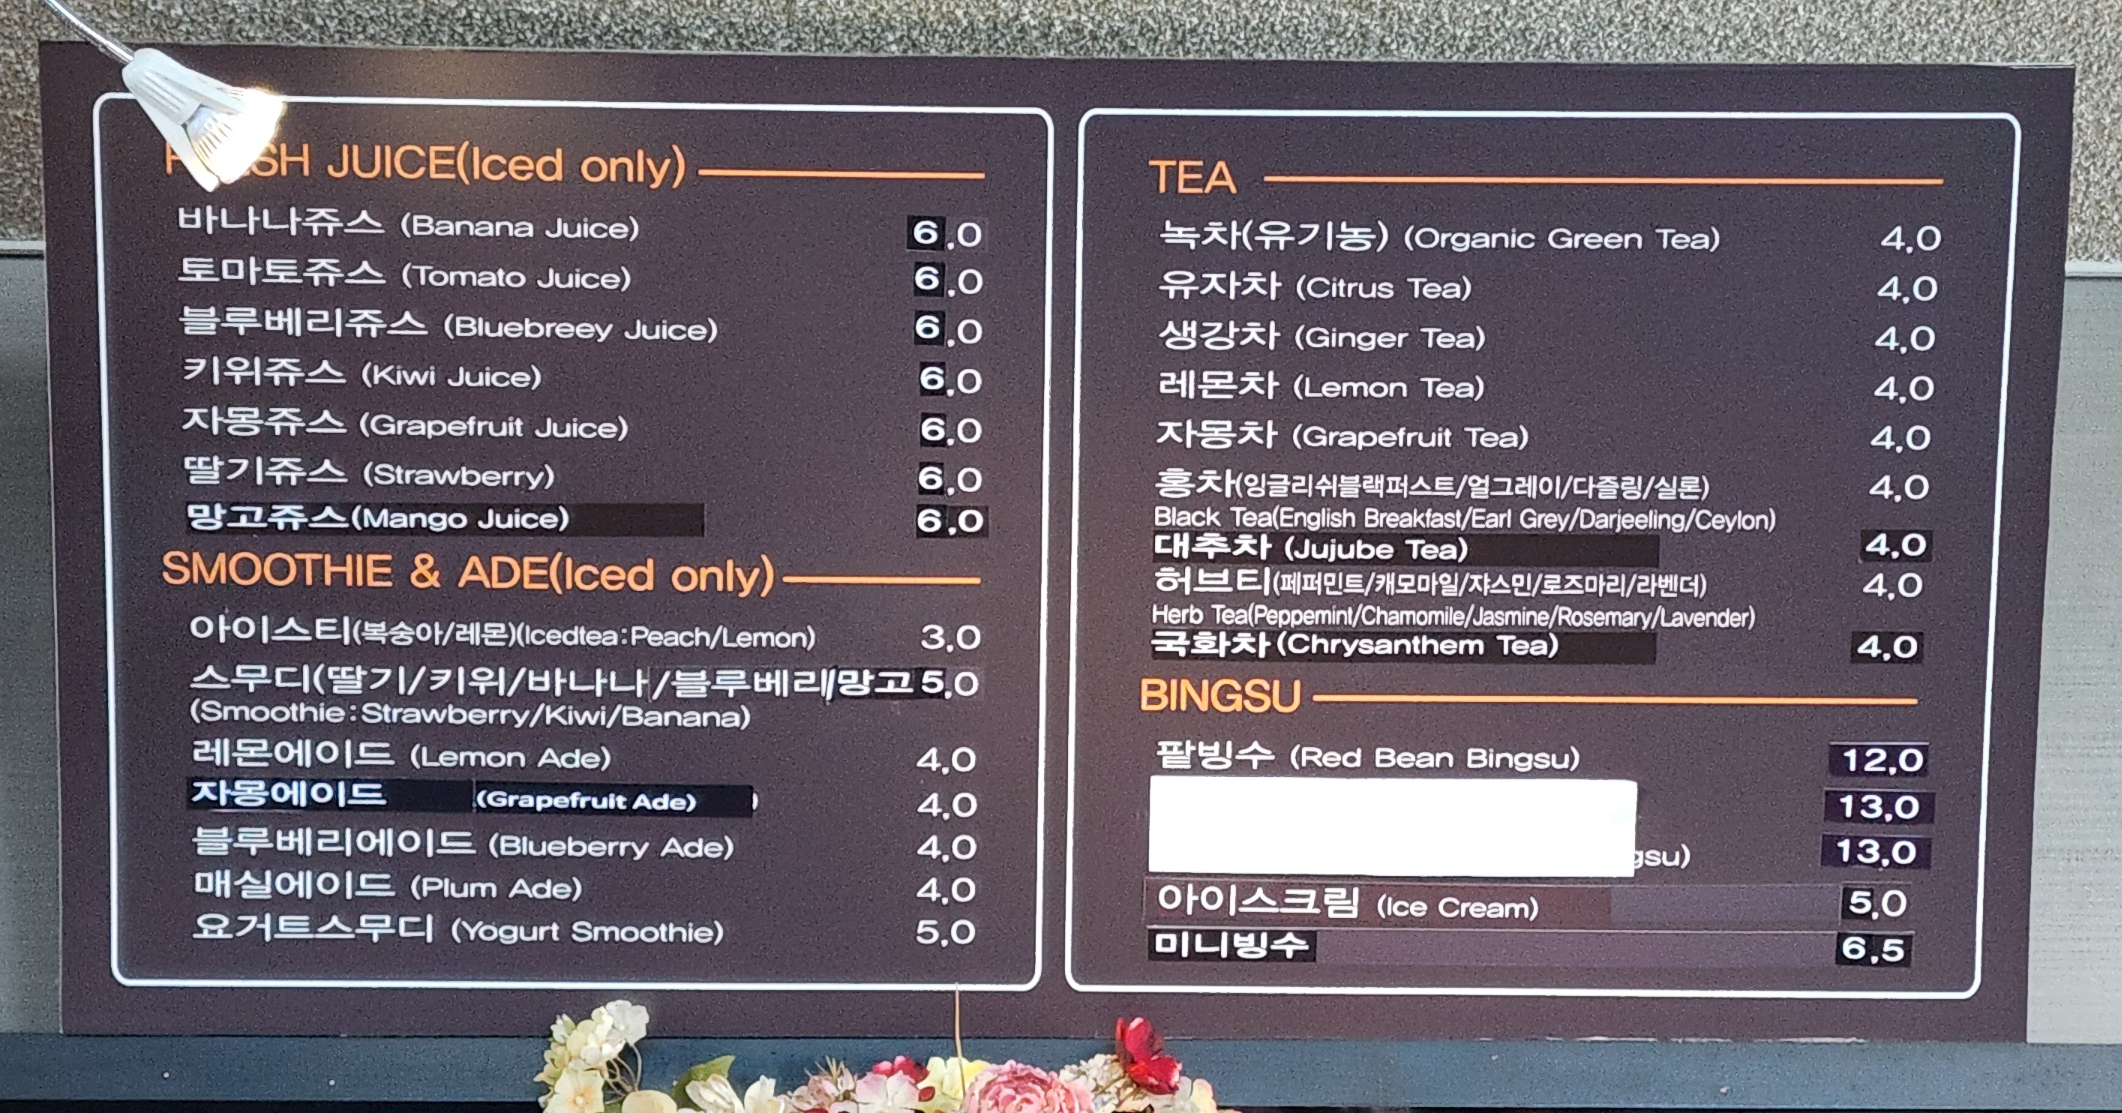 SH JUICE(Iced only)
바나나쥬스 (Banana Juice) 6.0
토마토쥬스 (Tomato Juice) 6.0
블루베리쥬스 (Bluebreey Juice) 6.0
키위쥬스 (Kiwi Juice) 6.0
자몽쥬스 (Grapefruit Juice) 6.0
딸기쥬스 (Strawberry) 6.0
망고쥬스(Mango Juice) 6.0
SMOOTHIE & ADE(Iced only)
아이스티(복숭아/레몬)(Icedtea:Peach/Lemon) 3.0
스무디(딸기/키위/바나나/블루베리/망고 5.0
(Smoothie:Strawberry/Kiwi/Banana)
레몬에이드 (Lemon Ade) 4.0
자몽에이드 (Grapefruit Ade) ) 4.0
블루베리에이드 (Blueberry Ade) 4.0
매실에이드 (Plum Ade) 4.0
요거트스무디 (Yogurt Smoothie) 5.0
TEA
녹차(유기농) (Organic Green Tea) 4.0
유자차 (Citrus Tea) 4.0
생강차 (Ginger Tea) 4.0
레몬차 (Lemon Tea) 4.0
자몽차 (Grapefruit Tea) 4.0
홍차(잉글리쉬블랙퍼스트/얼그레이/다즐링/실론) 4.0
Black Tea(English Breakfast/Earl Grey/Darjeeling/Ceylon)
대추차 (Jujube Tea) 4.0
허브티(페퍼민트/캐모마일/쟈스민/로즈마리/라벤더) 4.0
Herb Tea(Peppemint/Chamomile/Jasmine/Rosemary/Lavender)
국화차 (Chrysanthem Tea) 4.0
BINGSU
팥빙수 (Red Bean Bingsu) 12.0
13.0
gsu) 13.0
아이스크림 (Ice Cream) 5.0
미니빙수 6.5